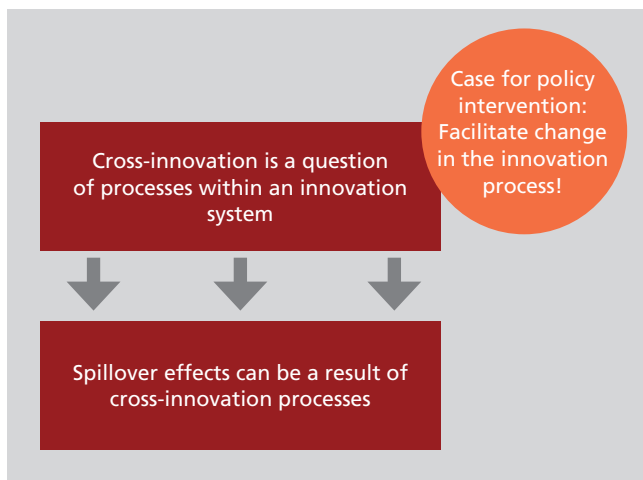 Case for policy
intervention:
Facilitate change
in the innovation
process!
Cross-innovation is a question
of processes within an innovation
system
Spillover effects can be a result of
cross-innovation processes